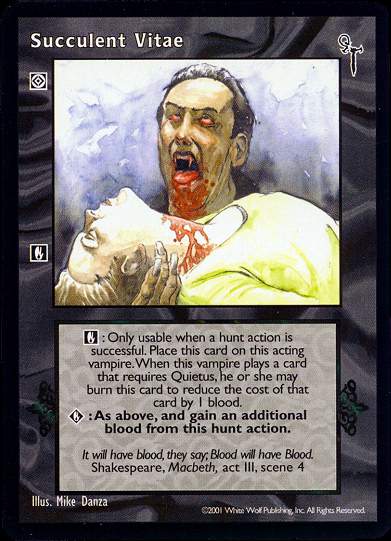 Succulent Vitae
: Only usable when a hunt action is
successful. Place this card on this acting
vampire. When this vampire plays a card
that requires Quietus, he or she may
burn this card to reduce the cost of
that card by 1 blood.
: As above, and gain an additional
blood from this hunt action.
It will have blood, they say; Blood will have Blood.
Shakespeare, Macbeth, act III, scene 4
Illus. Mike Danza
©2001 White Wolf Publishing, Inc. All Rights Reserved.